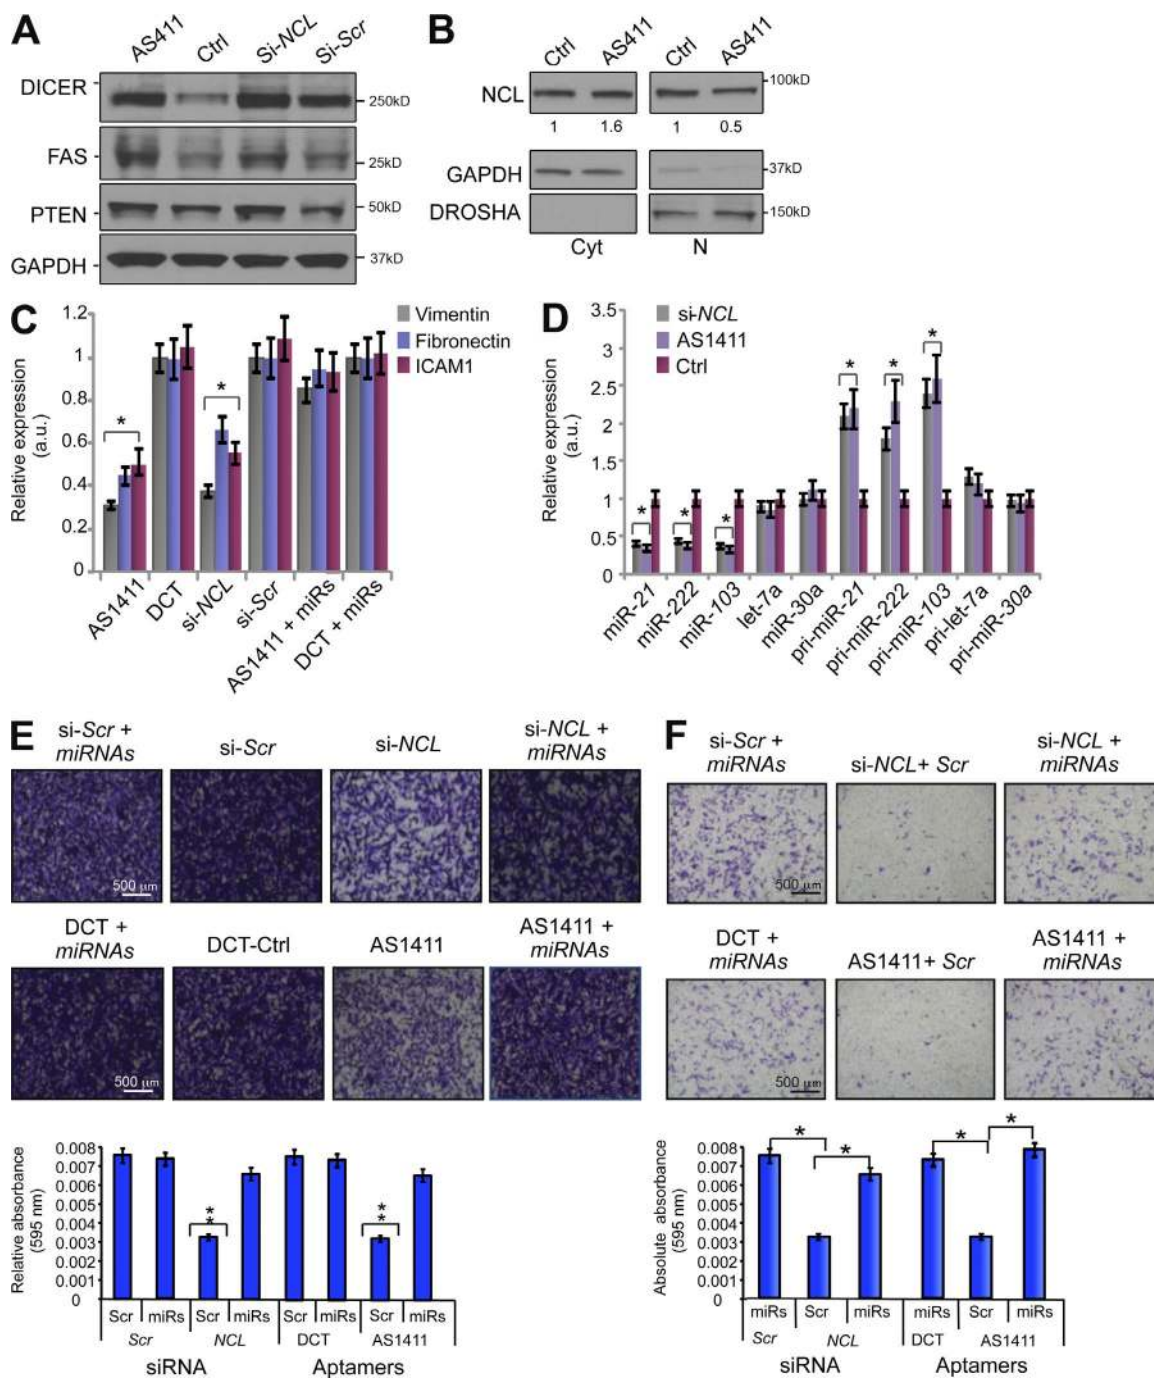 A
AS411
Ctrl
Si-NCL
Si-Scr
DICER
250kD
FAS
25kD
PTEN
50kD
GAPDH
37kD
B
Ctrl
AS411
Ctrl
AS411
NCL
100kD
1
1.6
1
0.5
GAPDH
37kD
DROSHA
150kD
Cyt
N
C
Relative expression
(a.u.)
1.2
1
0.8
0.6
0.4
0.2
0
Vimentin
Fibronectin
ICAM1
*
*
AS1411
DCT
si-NCL
si-Scr
AS1411 + miRs
DCT + miRs
D
Relative expression
(a.u.)
3.5
3
2.5
2
1.5
1
0.5
0
si-NCL
AS1411
Ctrl
*
*
*
*
*
*
miR-21
miR-222
miR-103
let-7a
miR-30a
pri-miR-21
pri-miR-222
pri-miR-103
pri-let-7a
pri-miR-30a
E
si-Scr +
miRNAs
si-Scr
si-NCL
si-NCL +
miRNAs
500 µm
DCT +
miRNAs
DCT-Ctrl
AS1411
AS1411 +
miRNAs
500 µm
Relative absorbance
(595 nm)
0.008
0.007
0.006
0.005
0.004
0.003
0.002
0.001
0
**
**
Scr miRs Scr miRs Scr miRs Scr miRs
Scr NCL DCT AS1411
siRNA Aptamers
F
si-Scr +
miRNAs
si-NCL+ Scr
si-NCL +
miRNAs
500 µm
DCT +
miRNAs
AS1411+ Scr
AS1411 +
miRNAs
500 µm
Absolute absorbance
(595 nm)
0.008
0.007
0.006
0.005
0.004
0.003
0.002
0.001
0
*
*
*
*
miRs Scr miRs miRs Scr miRs
Scr NCL DCT AS1411
siRNA Aptamers